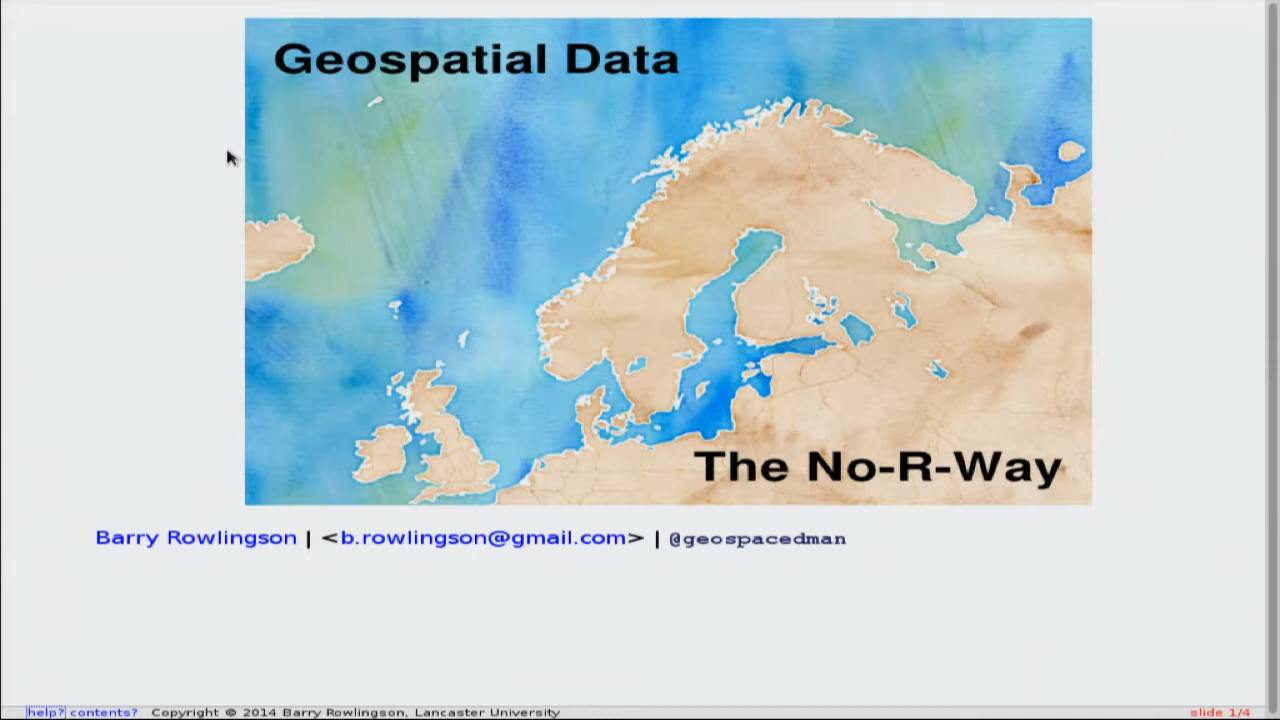 Geospatial Data
The No-R-Way
Barry Rowlingson | <b.rowlingson@gmail.com> | @geospacedman
help? contents? Copyright © 2014 Barry Rowlingson, Lancaster University
slide 1/4